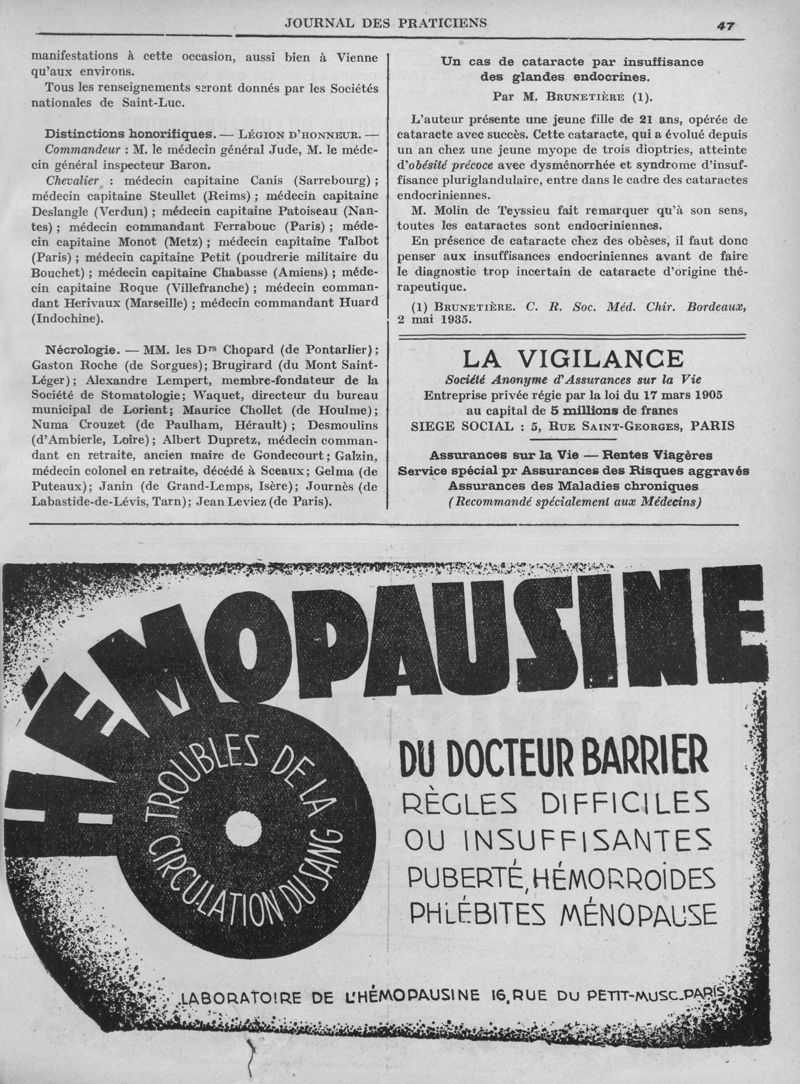 JOURNAL DES PRATICIENS
47
manifestations à cette occasion, aussi bien à Vienne
qu'aux environs.
Tous les renseignements seront donnés par les Sociétés
nationales de Saint-Luc.
Distinctions honorifiques. — LÉGION D'HONNEUR. —
Commandeur : M. le médecin général Jude, M. le méde-
cin général inspecteur Baron.
Chevalier : médecin capitaine Canis (Sarrebourg) ;
médecin capitaine Steullet (Reims) ; médecin capitaine
Deslangle (Verdun) ; médecin capitaine Patoiseau (Nan-
tes) ; médecin commandant Ferrabouc (Paris) ; méde-
cin capitaine Monot (Metz) ; médecin capitaine Talbot
(Paris) ; médecin capitaine Petit (poudrerie militaire du
Bouchet) ; médecin capitaine Chabasse (Amiens) ; méde-
cin capitaine Roque (Villefranche) ; médecin comman-
dant Herivaux (Marseille) ; médecin commandant Huard
(Indochine).
Nécrologie. — MM. les Drs Chopard (de Pontarlier) ;
Gaston Roche (de Sorgues); Brugirard (du Mont Saint-
Léger) ; Alexandre Lempert, membre-fondateur de la
Société de Stomatologie; Waquet, directeur du bureau
municipal de Lorient; Maurice Chollet (de Houlme);
Numa Crouzet (de Paulham, Hérault) ; Desmoulins
(d'Ambierle, Loire) ; Albert Dupretz, médecin comman-
dant en retraite, ancien maire de Gondecourt; Galzin,
médecin colonel en retraite, décédé à Sceaux; Gelma (de
Puteaux); Janin (de Grand-Lemps, Isère); Journès (de
Labastide-de-Lévis, Tarn); Jean Leviez (de Paris).
Un cas de cataracte par insuffisance
des glandes endocrines.
Par M. BRUNETIÈRE (1).
L'auteur présente une jeune fille de 21 ans, opérée de
cataracte avec succès. Cette cataracte, qui a évolué depuis
un an chez une jeune myope de trois dioptries, atteinte
d'obésité précoce avec dysménorrhée et syndrome d'insuf-
fisance pluriglandulaire, entre dans le cadre des cataractes
endocriniennes.
M. Molin de Teyssieu fait remarquer qu'à son sens,
toutes les cataractes sont endocriniennes.
En présence de cataracte chez des obèses, il faut donc
penser aux insuffisances endocriniennes avant de faire
le diagnostic trop incertain de cataracte d'origine thé-
rapeutique.
(1) BRUNETIÈRE. C. R. Soc. Méd. Chir. Bordeaux,
2 mai 1935.
LA VIGILANCE
Société Anonyme d'Assurances sur la Vie
Entreprise privée régie par la loi du 17 mars 1905
au capital de 5 millions de francs
SIEGE SOCIAL : 5, RUE SAINT-GEORGES, PARIS
Assurances sur la Vie — Rentes Viagères
Service spécial pr Assurances des Risques aggravés
Assurances des Maladies chroniques
(Recommandé spécialement aux Médecins)
HÉMOPAUSINE
TROUBLES DE LA
CIRCULATION DU SANG
DU DOCTEUR BARRIER
RÈGLES DIFFICILES
OU INSUFFISANTES
PUBERTÉ, HÉMORROÏDES
PHLÉBITES MÉNOPAUSE
LABORATOIRE DE L'HÉMOPAUSINE 16, RUE DU PETIT-MUSC_PARIS